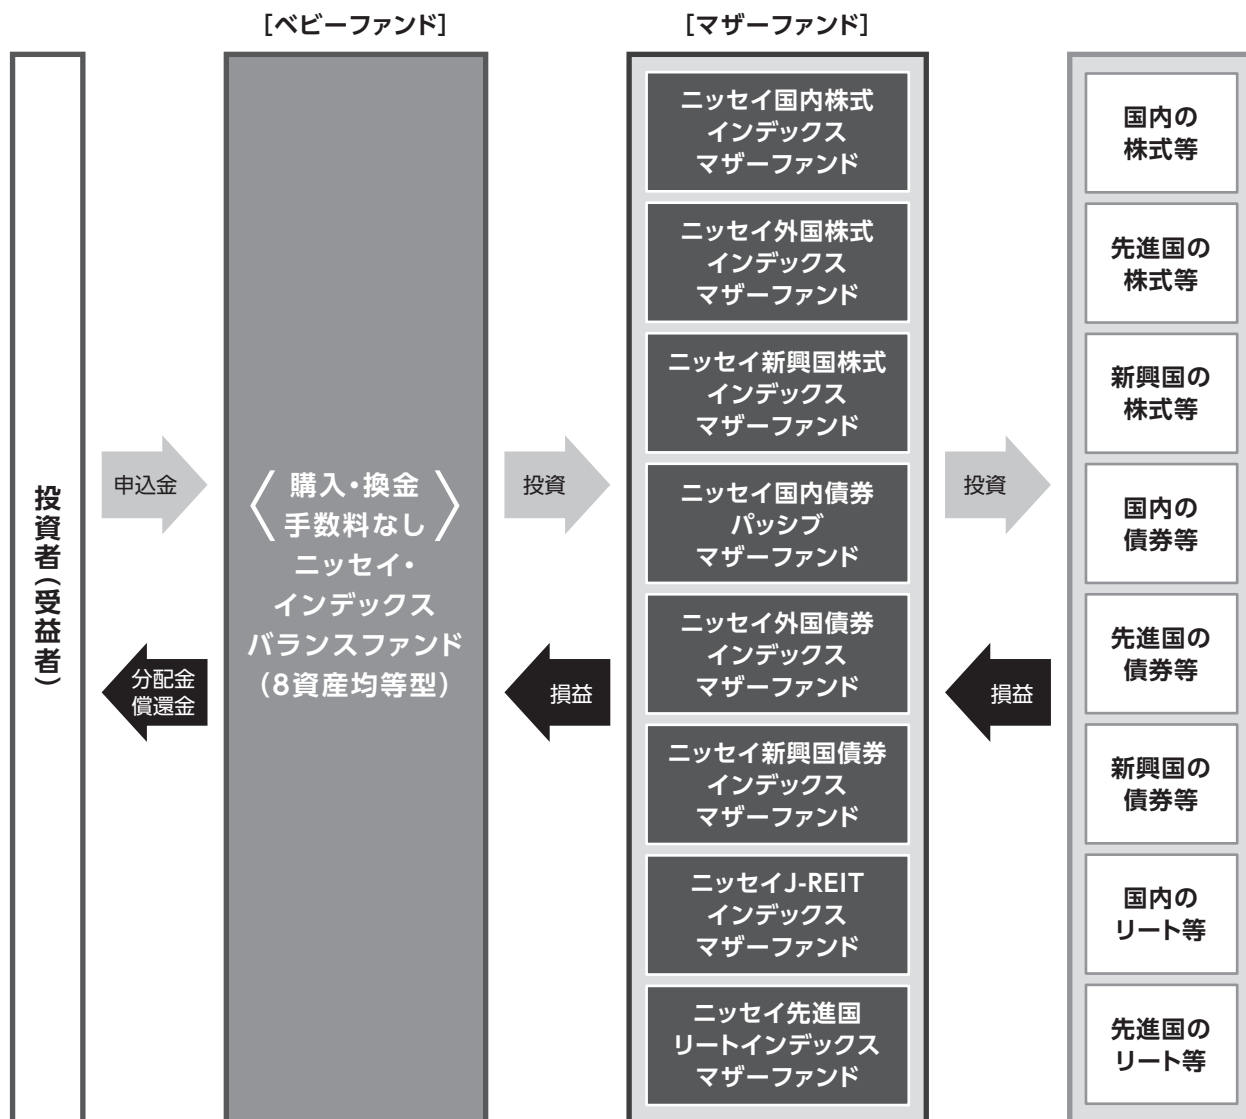 [ベビーファンド]
[マザーファンド]
投資者(受益者)
申込金
分配金
償還金
〈購入・換金
手数料なし〉
ニッセイ・
インデックス
バランスファンド
(8資産均等型)
投資
損益
ニッセイ国内株式
インデックス
マザーファンド
ニッセイ外国株式
インデックス
マザーファンド
ニッセイ新興国株式
インデックス
マザーファンド
ニッセイ国内債券
パッシブ
マザーファンド
ニッセイ外国債券
インデックス
マザーファンド
ニッセイ新興国債券
インデックス
マザーファンド
ニッセイJ-REIT
インデックス
マザーファンド
ニッセイ先進国
リートインデックス
マザーファンド
投資
損益
国内の
株式等
先進国の
株式等
新興国の
株式等
国内の
債券等
先進国の
債券等
新興国の
債券等
国内の
リート等
先進国の
リート等